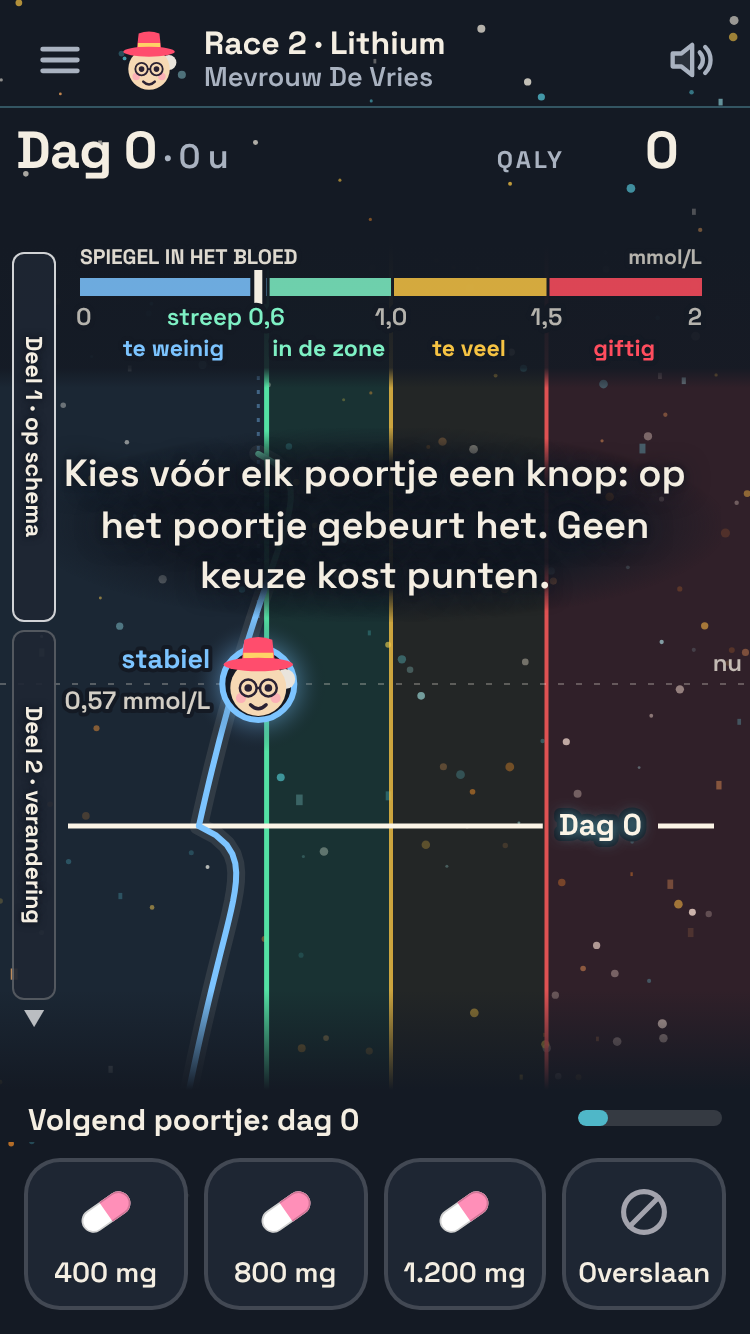 Race 2 · Lithium
Mevrouw De Vries
Dag 0 · 0 u
QALY 0
SPIEGEL IN HET BLOED mmol/L
0 streep 0,6 1,0 1,5 2
te weinig in de zone te veel giftig
Deel 1 · op schema
Kies vóór elk poortje een knop: op
het poortje gebeurt het. Geen
keuze kost punten.
stabiel
nu
0,57 mmol/L
Deel 2 · verandering
Dag 0
Volgend poortje: dag 0
400 mg
800 mg
1.200 mg
Overslaan